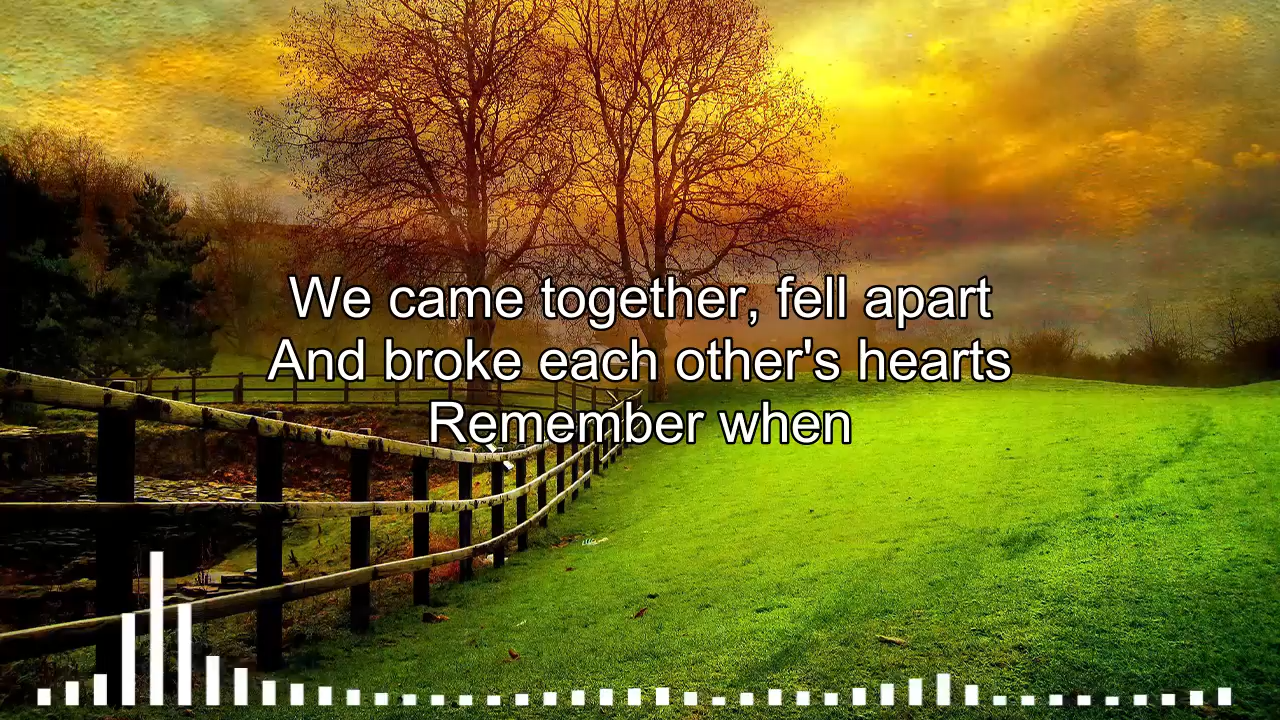 We came together, fell apart
And broke each other's hearts
Remember when